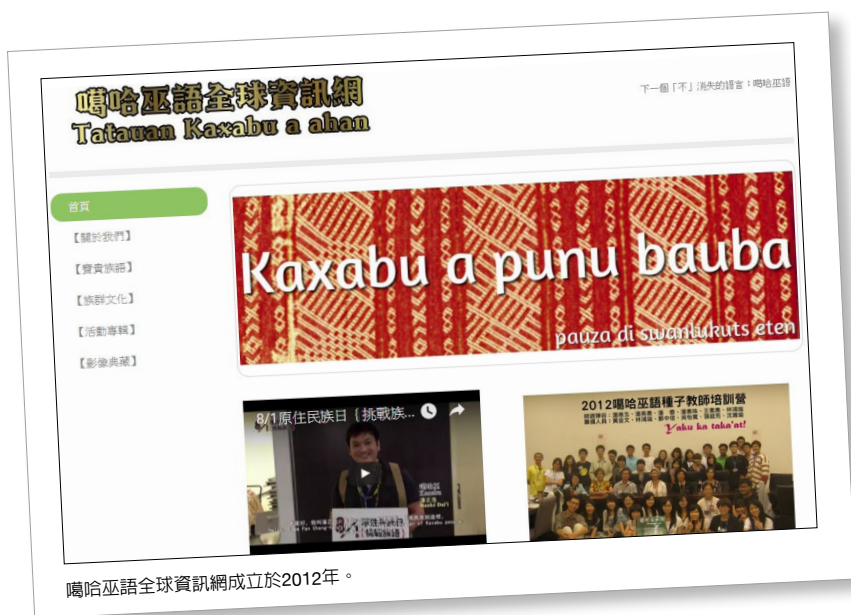 噶哈巫語全球資訊網
Tatauan Kaxabu a ahan
下一個「不」消失的語言：噶哈巫語
首頁
【關於我們】
【寶貴族語】
【族群文化】
【活動專輯】
【影像典藏】
Kaxabu a punu bauba
pauza di swanlukuts eten
8/1原住民族日〔挑戰族...
2012噶哈巫語種子教師培訓營
Yaku ka taka'at!
噶哈巫語全球資訊網成立於2012年。